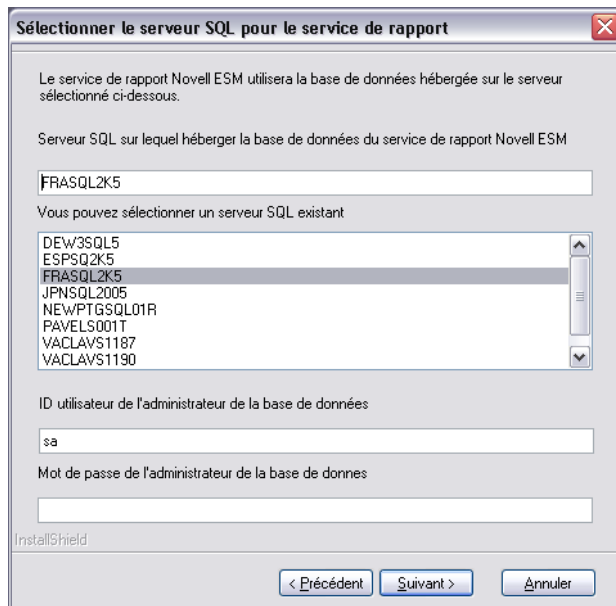 Sélectionner le serveur SQL pour le service de rapport
Le service de rapport Novell ESM utilisera la base de données hébergée sur le serveur
sélectionné ci-dessous.
Serveur SQL sur lequel héberger la base de données du service de rapport Novell ESM
FRASQL2K5
Vous pouvez sélectionner un serveur SQL existant
DEW3SQL5
ESPSQ2K5
FRASQL2K5
JPNSQL2005
NEWPTGSQL01R
PAVELS001T
VACLAVS1187
VACLAVS1190
ID utilisateur de l'administrateur de la base de données
sa
Mot de passe de l'administrateur de la base de donnes
InstallShield
< Précédent
Suivant >
Annuler